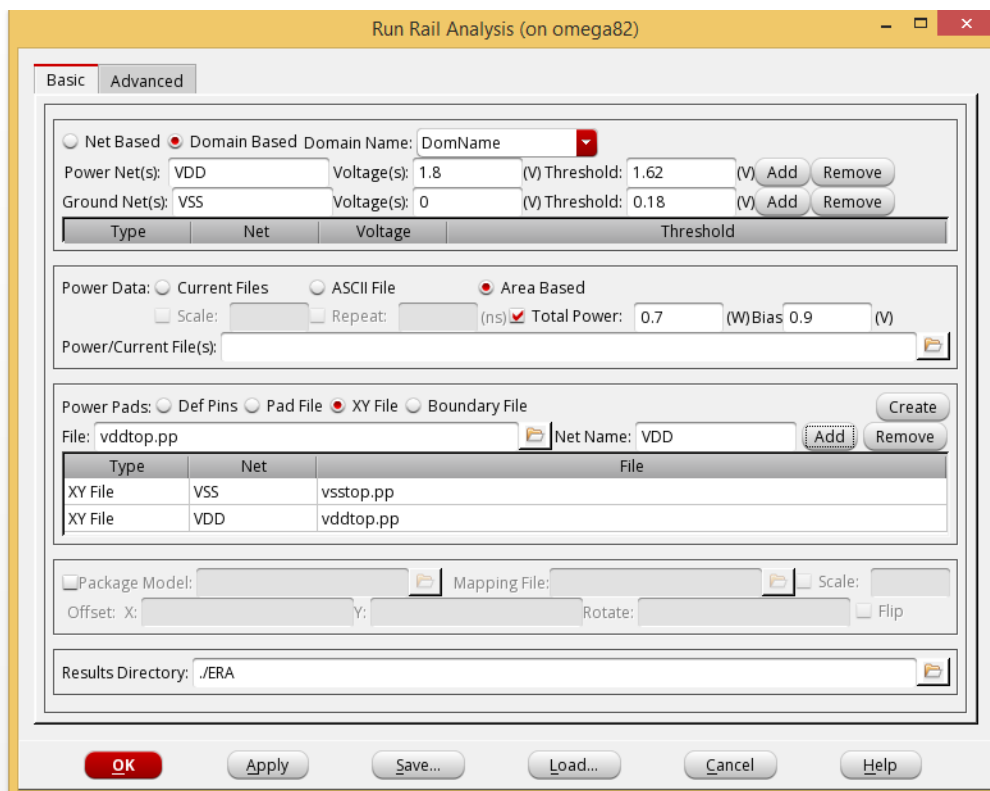 Run Rail Analysis (on omega82)
Basic Advanced
Net Based Domain Based Domain Name: DomName
Power Net(s): VDD Voltage(s): 1.8 (V) Threshold: 1.62 (V) Add Remove
Ground Net(s): VSS Voltage(s): 0 (V) Threshold: 0.18 (V) Add Remove
Type Net Voltage Threshold
Power Data: Current Files ASCII File Area Based
Scale: Repeat: (ns) Total Power: 0.7 (W) Bias 0.9 (V)
Power/Current File(s):
Power Pads: Def Pins Pad File XY File Boundary File Create
File: vddtop.pp Net Name: VDD Add Remove
Type Net File
XY File VSS vsstop.pp
XY File VDD vddtop.pp
Package Model: Mapping File: Scale:
Offset: X: Y: Rotate: Flip
Results Directory: ./ERA
OK Apply Save... Load... Cancel Help